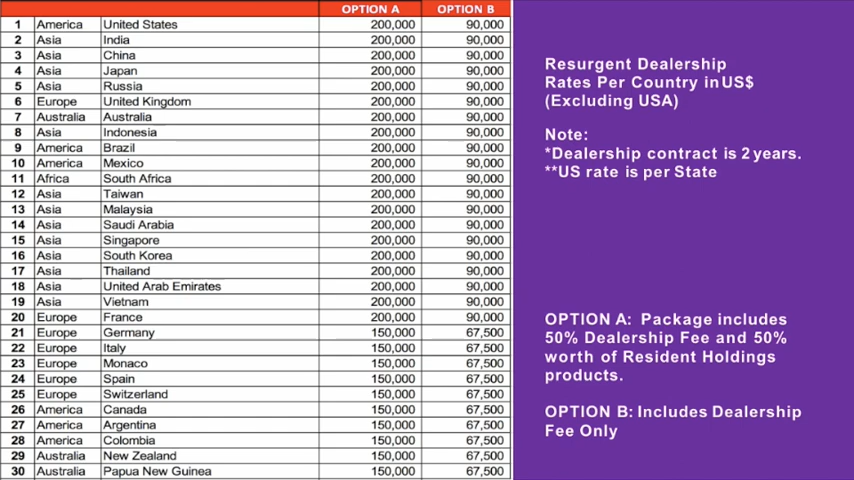 OPTION A OPTION B
1 America United States 200,000 90,000
2 Asia India 200,000 90,000
3 Asia China 200,000 90,000
4 Asia Japan 200,000 90,000
5 Asia Russia 200,000 90,000
6 Europe United Kingdom 200,000 90,000
7 Australia Australia 200,000 90,000
8 Asia Indonesia 200,000 90,000
9 America Brazil 200,000 90,000
10 America Mexico 200,000 90,000
11 Africa South Africa 200,000 90,000
12 Asia Taiwan 200,000 90,000
13 Asia Malaysia 200,000 90,000
14 Asia Saudi Arabia 200,000 90,000
15 Asia Singapore 200,000 90,000
16 Asia South Korea 200,000 90,000
17 Asia Thailand 200,000 90,000
18 Asia United Arab Emirates 200,000 90,000
19 Asia Vietnam 200,000 90,000
20 Europe France 200,000 90,000
21 Europe Germany 150,000 67,500
22 Europe Italy 150,000 67,500
23 Europe Monaco 150,000 67,500
24 Europe Spain 150,000 67,500
25 Europe Switzerland 150,000 67,500
26 America Canada 150,000 67,500
27 America Argentina 150,000 67,500
28 America Colombia 150,000 67,500
29 Australia New Zealand 150,000 67,500
30 Australia Papua New Guinea 150,000 67,500
Resurgent Dealership
Rates Per Country in US$
(Excluding USA)
Note:
*Dealership contract is 2 years.
**US rate is per State
OPTION A: Package includes
50% Dealership Fee and 50%
worth of Resident Holdings
products.
OPTION B: Includes Dealership
Fee Only